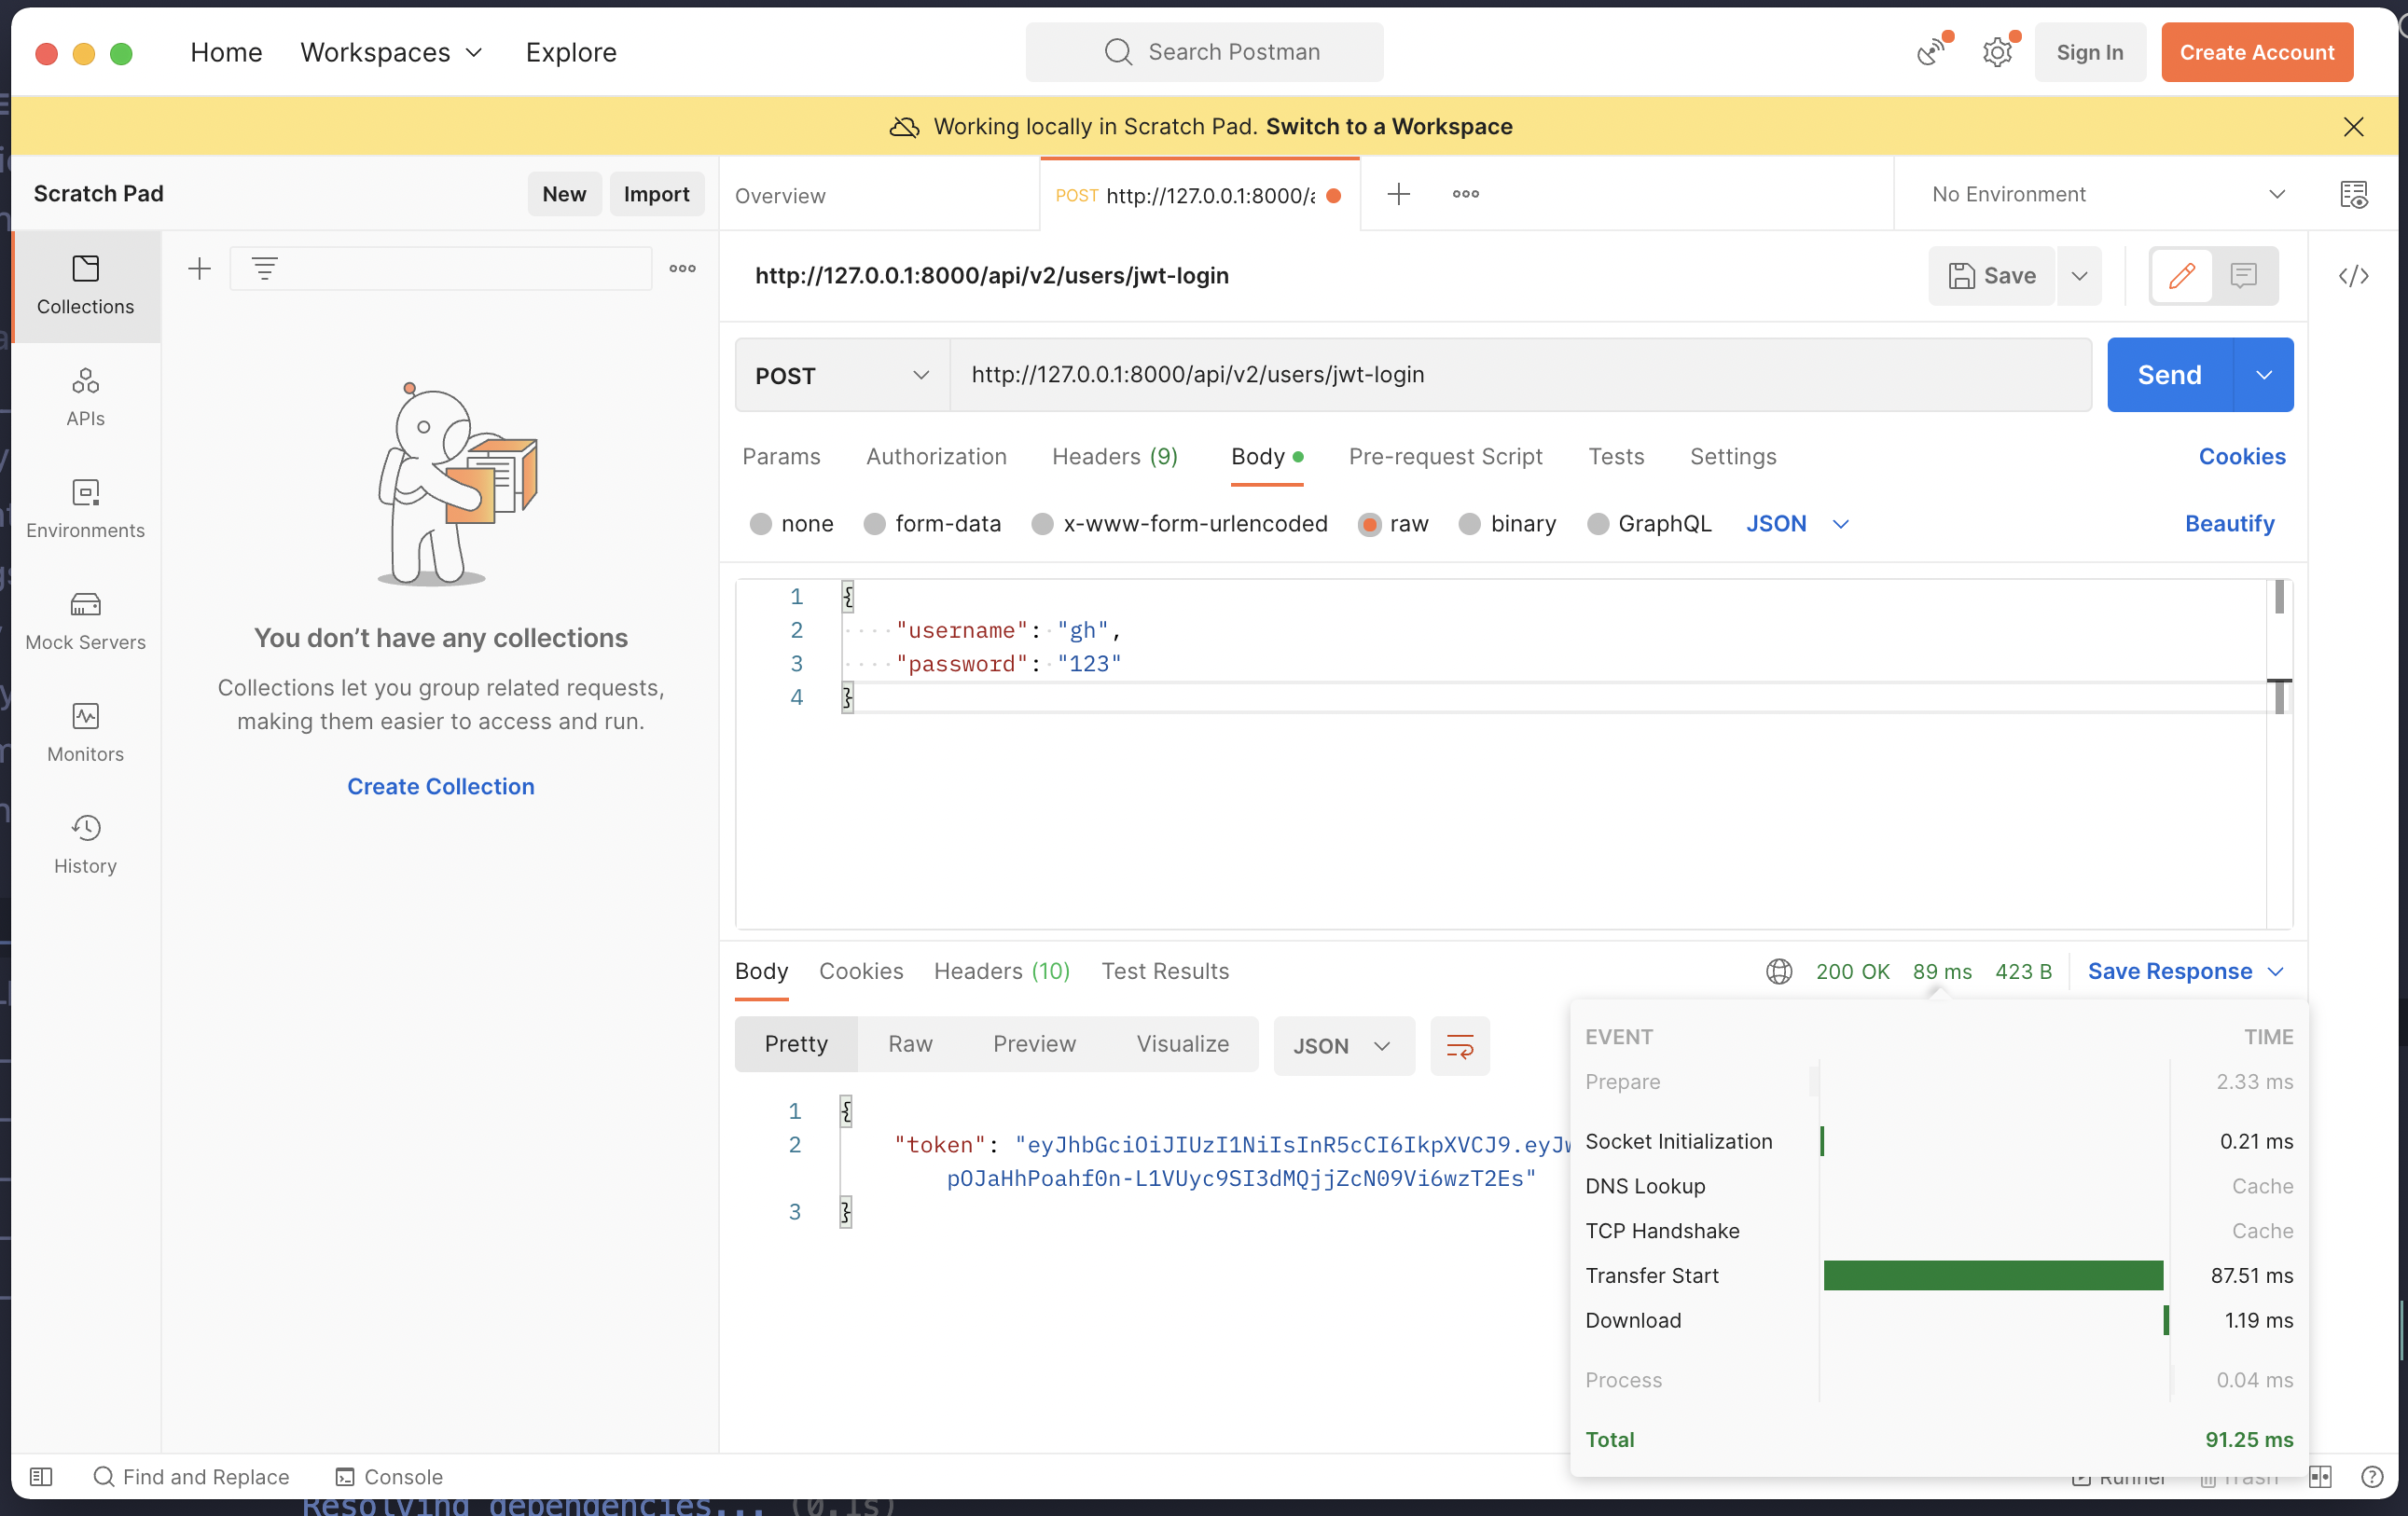 Home Workspaces Explore Search Postman Sign In Create Account
Working locally in Scratch Pad. Switch to a Workspace
Scratch Pad New Import
Overview POST http://127.0.0.1:8000/ No Environment
Collections
APIs
Environments
Mock Servers
Monitors
History
You don’t have any collections
Collections let you group related requests,
making them easier to access and run.
Create Collection
http://127.0.0.1:8000/api/v2/users/jwt-login Save
POST http://127.0.0.1:8000/api/v2/users/jwt-login Send
Params Authorization Headers (9) Body Pre-request Script Tests Settings Cookies
none form-data x-www-form-urlencoded raw binary GraphQL JSON Beautify
1 {
2 "username": "gh",
3 "password": "123"
4 }
Body Cookies Headers (10) Test Results 200 OK 89 ms 423 B Save Response
Pretty Raw Preview Visualize JSON
1 {
2 "token": "eyJhbGciOiJIUzI1NiIsInR5cCI6IkpXVCJ9.eyJ
pOJaHhPoahf0n-L1VUyc9SI3dMQjjZcN09Vi6wzT2Es"
3 }
EVENT TIME
Prepare 2.33 ms
Socket Initialization 0.21 ms
DNS Lookup Cache
TCP Handshake Cache
Transfer Start 87.51 ms
Download 1.19 ms
Process 0.04 ms
Total 91.25 ms
Find and Replace Console Runner Trash
Resolving dependencies... (0.1s)